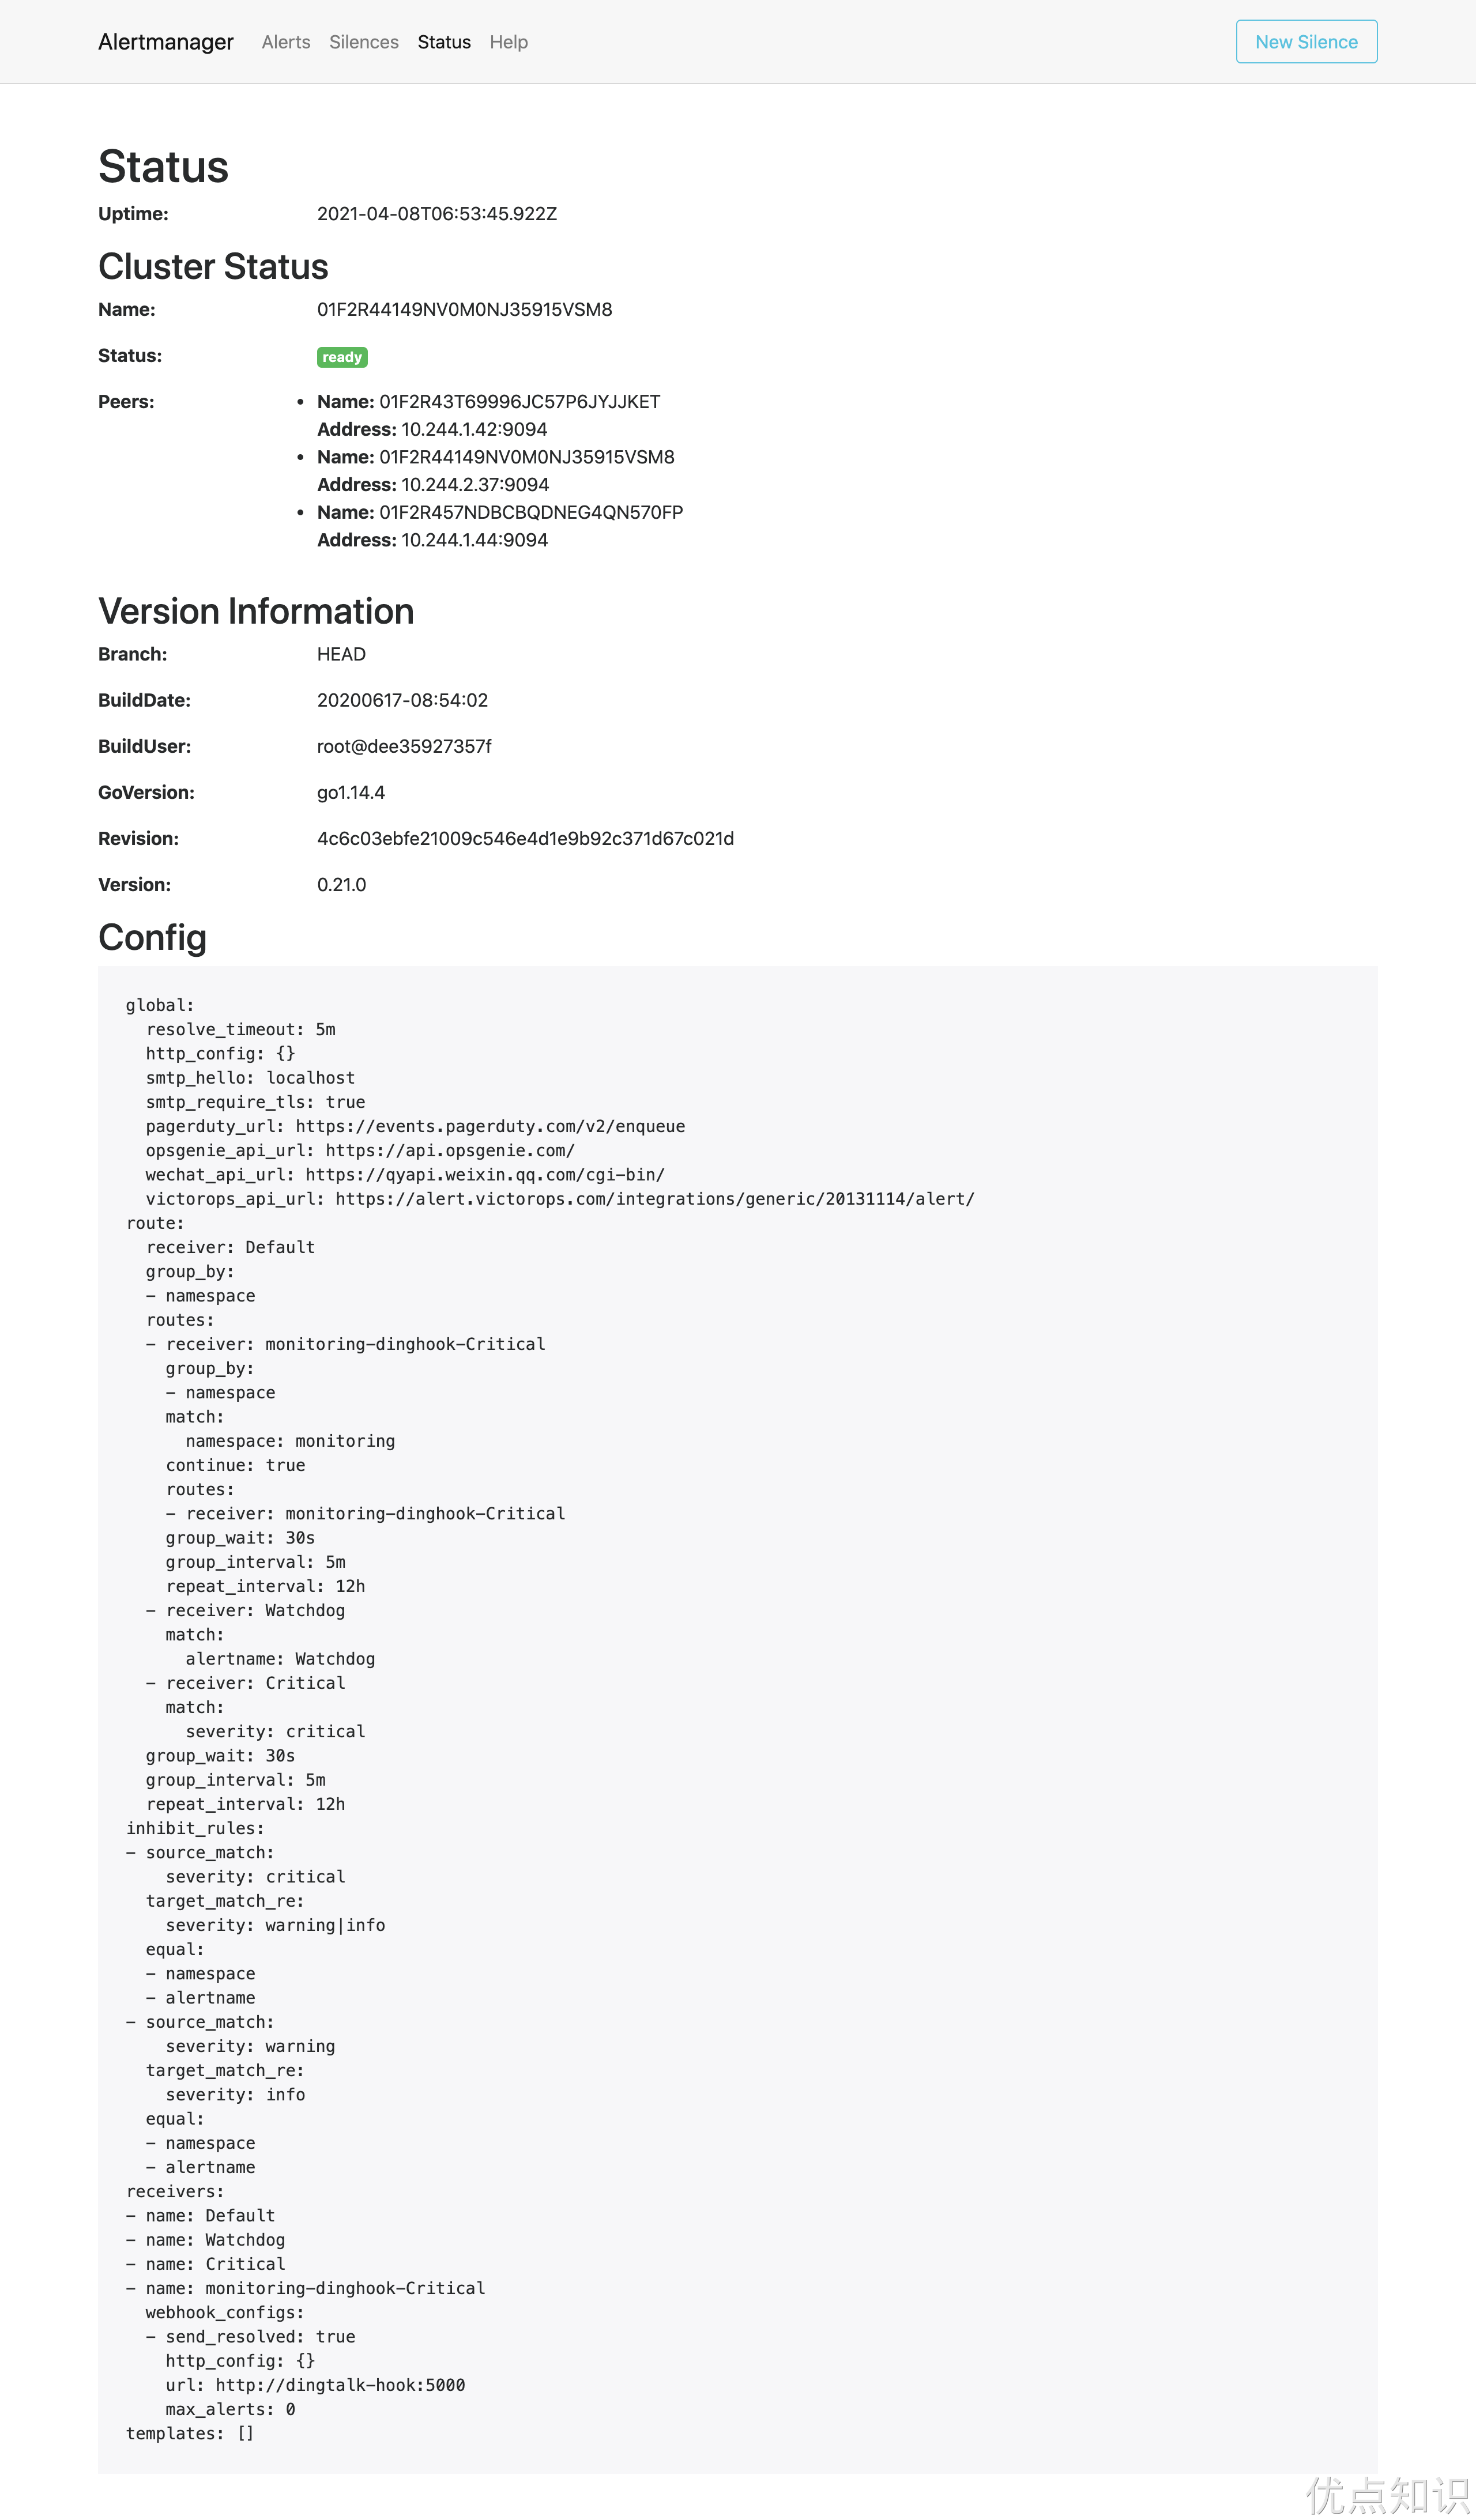 Alertmanager Alerts Silences Status Help New Silence
Status
Uptime: 2021-04-08T06:53:45.922Z
Cluster Status
Name: 01F2R44149NV0M0NJ35915VSM8
Status: ready
Peers: • Name: 01F2R43T69996JC57P6JYJJKET
Address: 10.244.1.42:9094
• Name: 01F2R44149NV0M0NJ35915VSM8
Address: 10.244.2.37:9094
• Name: 01F2R457NDBCBQDNEG4QN570FP
Address: 10.244.1.44:9094
Version Information
Branch: HEAD
BuildDate: 20200617-08:54:02
BuildUser: root@dee35927357f
GoVersion: go1.14.4
Revision: 4c6c03ebfe21009c546e4d1e9b92c371d67c021d
Version: 0.21.0
Config
global:
  resolve_timeout: 5m
  http_config: {}
  smtp_hello: localhost
  smtp_require_tls: true
  pagerduty_url: https://events.pagerduty.com/v2/enqueue
  opsgenie_api_url: https://api.opsgenie.com/
  wechat_api_url: https://qyapi.weixin.qq.com/cgi-bin/
  victorops_api_url: https://alert.victorops.com/integrations/generic/20131114/alert/
route:
  receiver: Default
  group_by:
  - namespace
  routes:
  - receiver: monitoring-dinghook-Critical
    group_by:
    - namespace
    match:
      namespace: monitoring
    continue: true
    routes:
    - receiver: monitoring-dinghook-Critical
    group_wait: 30s
    group_interval: 5m
    repeat_interval: 12h
  - receiver: Watchdog
    match:
      alertname: Watchdog
  - receiver: Critical
    match:
      severity: critical
  group_wait: 30s
  group_interval: 5m
  repeat_interval: 12h
inhibit_rules:
- source_match:
    severity: critical
  target_match_re:
    severity: warning|info
  equal:
  - namespace
  - alertname
- source_match:
    severity: warning
  target_match_re:
    severity: info
  equal:
  - namespace
  - alertname
receivers:
- name: Default
- name: Watchdog
- name: Critical
- name: monitoring-dinghook-Critical
  webhook_configs:
  - send_resolved: true
    http_config: {}
    url: http://dingtalk-hook:5000
    max_alerts: 0
templates: []
优点知识